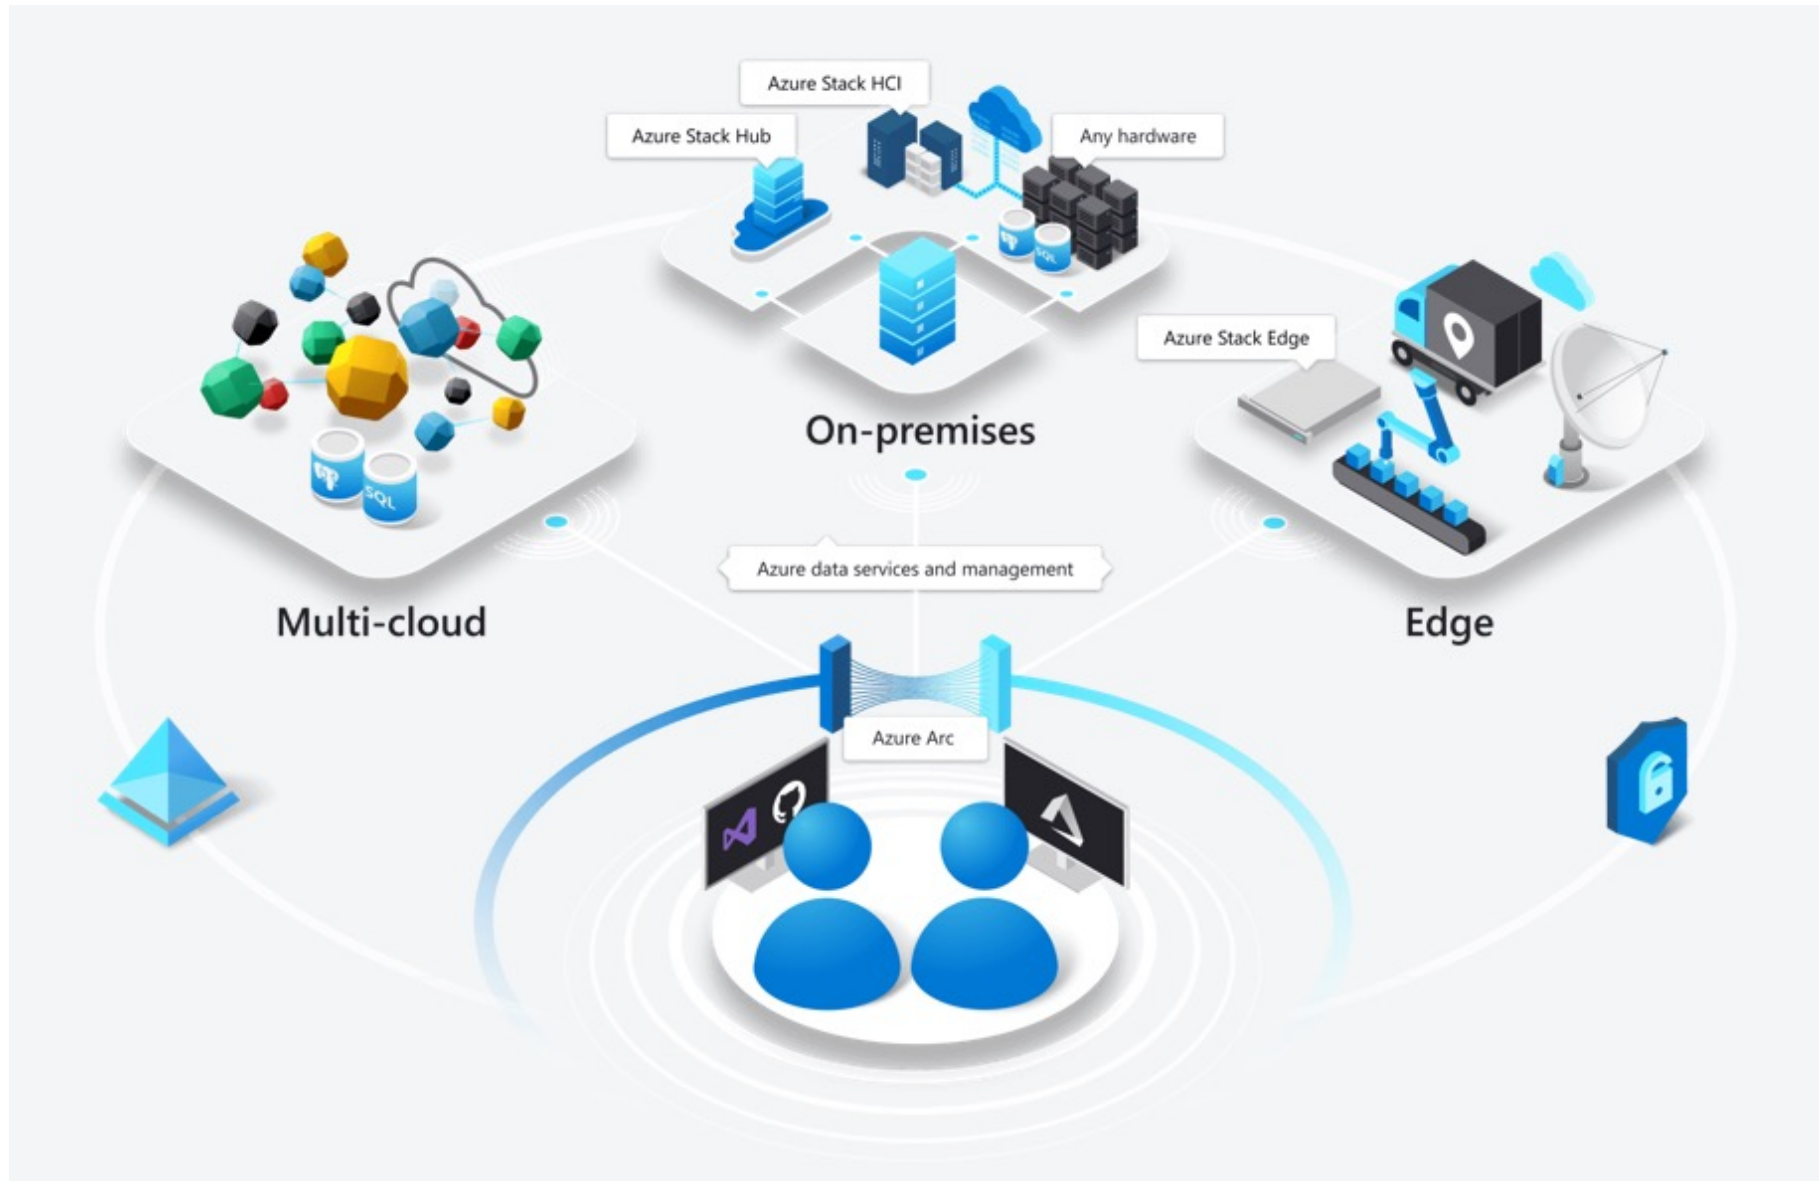 Azure Stack HCI
Azure Stack Hub
Any hardware
Azure Stack Edge
SQL
On-premises
SQL
Azure data services and management
Multi-cloud
Edge
Azure Arc